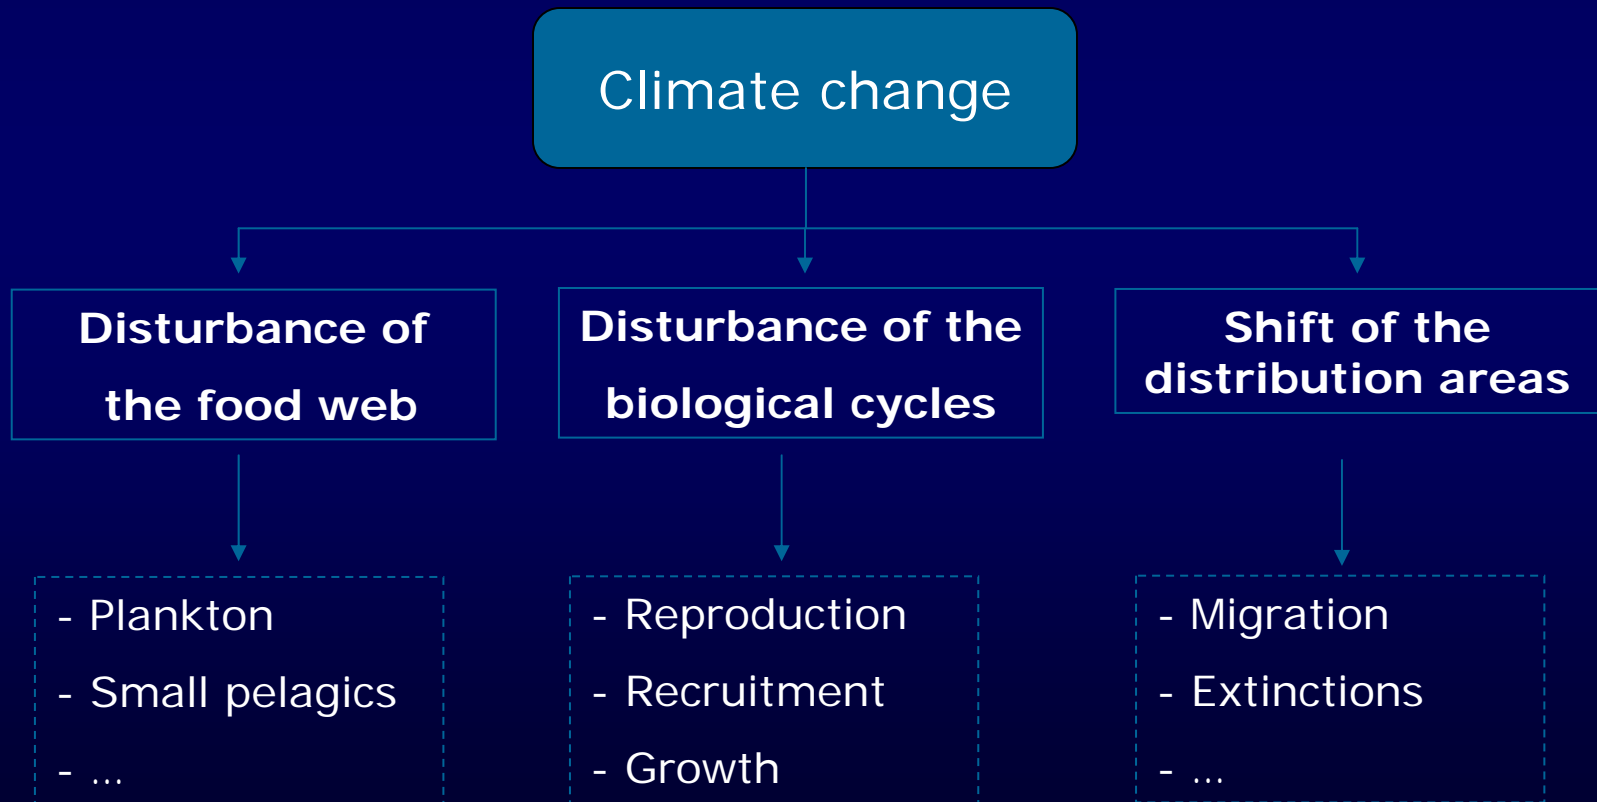 Climate change
Disturbance of
the food web
Disturbance of the
biological cycles
Shift of the
distribution areas
- Plankton
- Small pelagics
- ...
- Reproduction
- Recruitment
- Growth
- Migration
- Extinctions
- ...